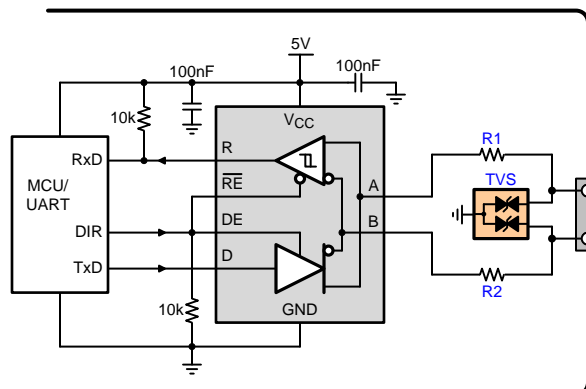 5V
100nF
100nF
10k
VCC
R1
RxD
R
TVS
MCU/
UART
RE
A
DIR
DE
B
TxD
D
R2
10k
GND